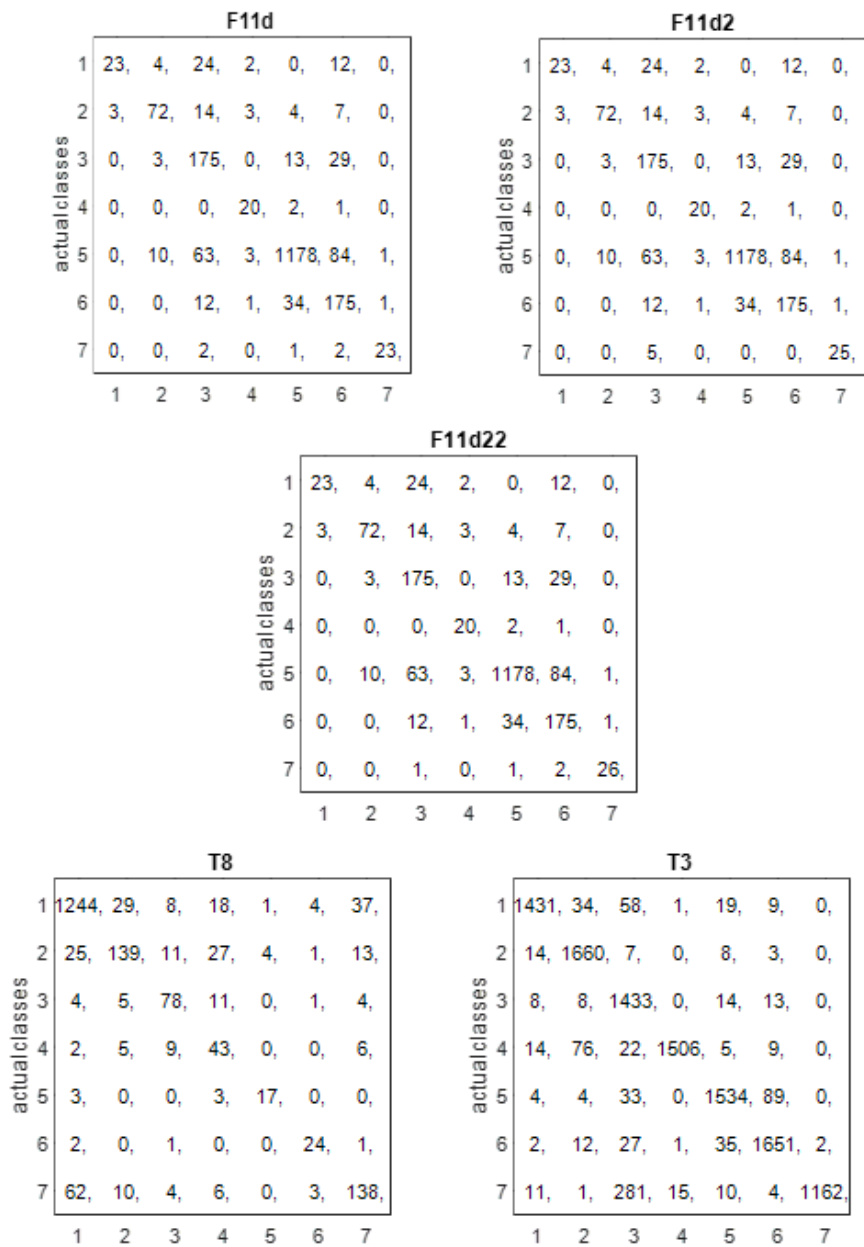 F11d
actual classes
1 23, 4, 24, 2, 0, 12, 0,
2 3, 72, 14, 3, 4, 7, 0,
3 0, 3, 175, 0, 13, 29, 0,
4 0, 0, 0, 20, 2, 1, 0,
5 0, 10, 63, 3, 1178, 84, 1,
6 0, 0, 12, 1, 34, 175, 1,
7 0, 0, 2, 0, 1, 2, 23,
1 2 3 4 5 6 7
F11d2
actual classes
1 23, 4, 24, 2, 0, 12, 0,
2 3, 72, 14, 3, 4, 7, 0,
3 0, 3, 175, 0, 13, 29, 0,
4 0, 0, 0, 20, 2, 1, 0,
5 0, 10, 63, 3, 1178, 84, 1,
6 0, 0, 12, 1, 34, 175, 1,
7 0, 0, 5, 0, 0, 0, 25,
1 2 3 4 5 6 7
F11d22
actual classes
1 23, 4, 24, 2, 0, 12, 0,
2 3, 72, 14, 3, 4, 7, 0,
3 0, 3, 175, 0, 13, 29, 0,
4 0, 0, 0, 20, 2, 1, 0,
5 0, 10, 63, 3, 1178, 84, 1,
6 0, 0, 12, 1, 34, 175, 1,
7 0, 0, 1, 0, 1, 2, 26,
1 2 3 4 5 6 7
T8
actual classes
1 1244, 29, 8, 18, 1, 4, 37,
2 25, 139, 11, 27, 4, 1, 13,
3 4, 5, 78, 11, 0, 1, 4,
4 2, 5, 9, 43, 0, 0, 6,
5 3, 0, 0, 3, 17, 0, 0,
6 2, 0, 1, 0, 0, 24, 1,
7 62, 10, 4, 6, 0, 3, 138,
1 2 3 4 5 6 7
T3
actual classes
1 1431, 34, 58, 1, 19, 9, 0,
2 14, 1660, 7, 0, 8, 3, 0,
3 8, 8, 1433, 0, 14, 13, 0,
4 14, 76, 22, 1506, 5, 9, 0,
5 4, 4, 33, 0, 1534, 89, 0,
6 2, 12, 27, 1, 35, 1651, 2,
7 11, 1, 281, 15, 10, 4, 1162,
1 2 3 4 5 6 7